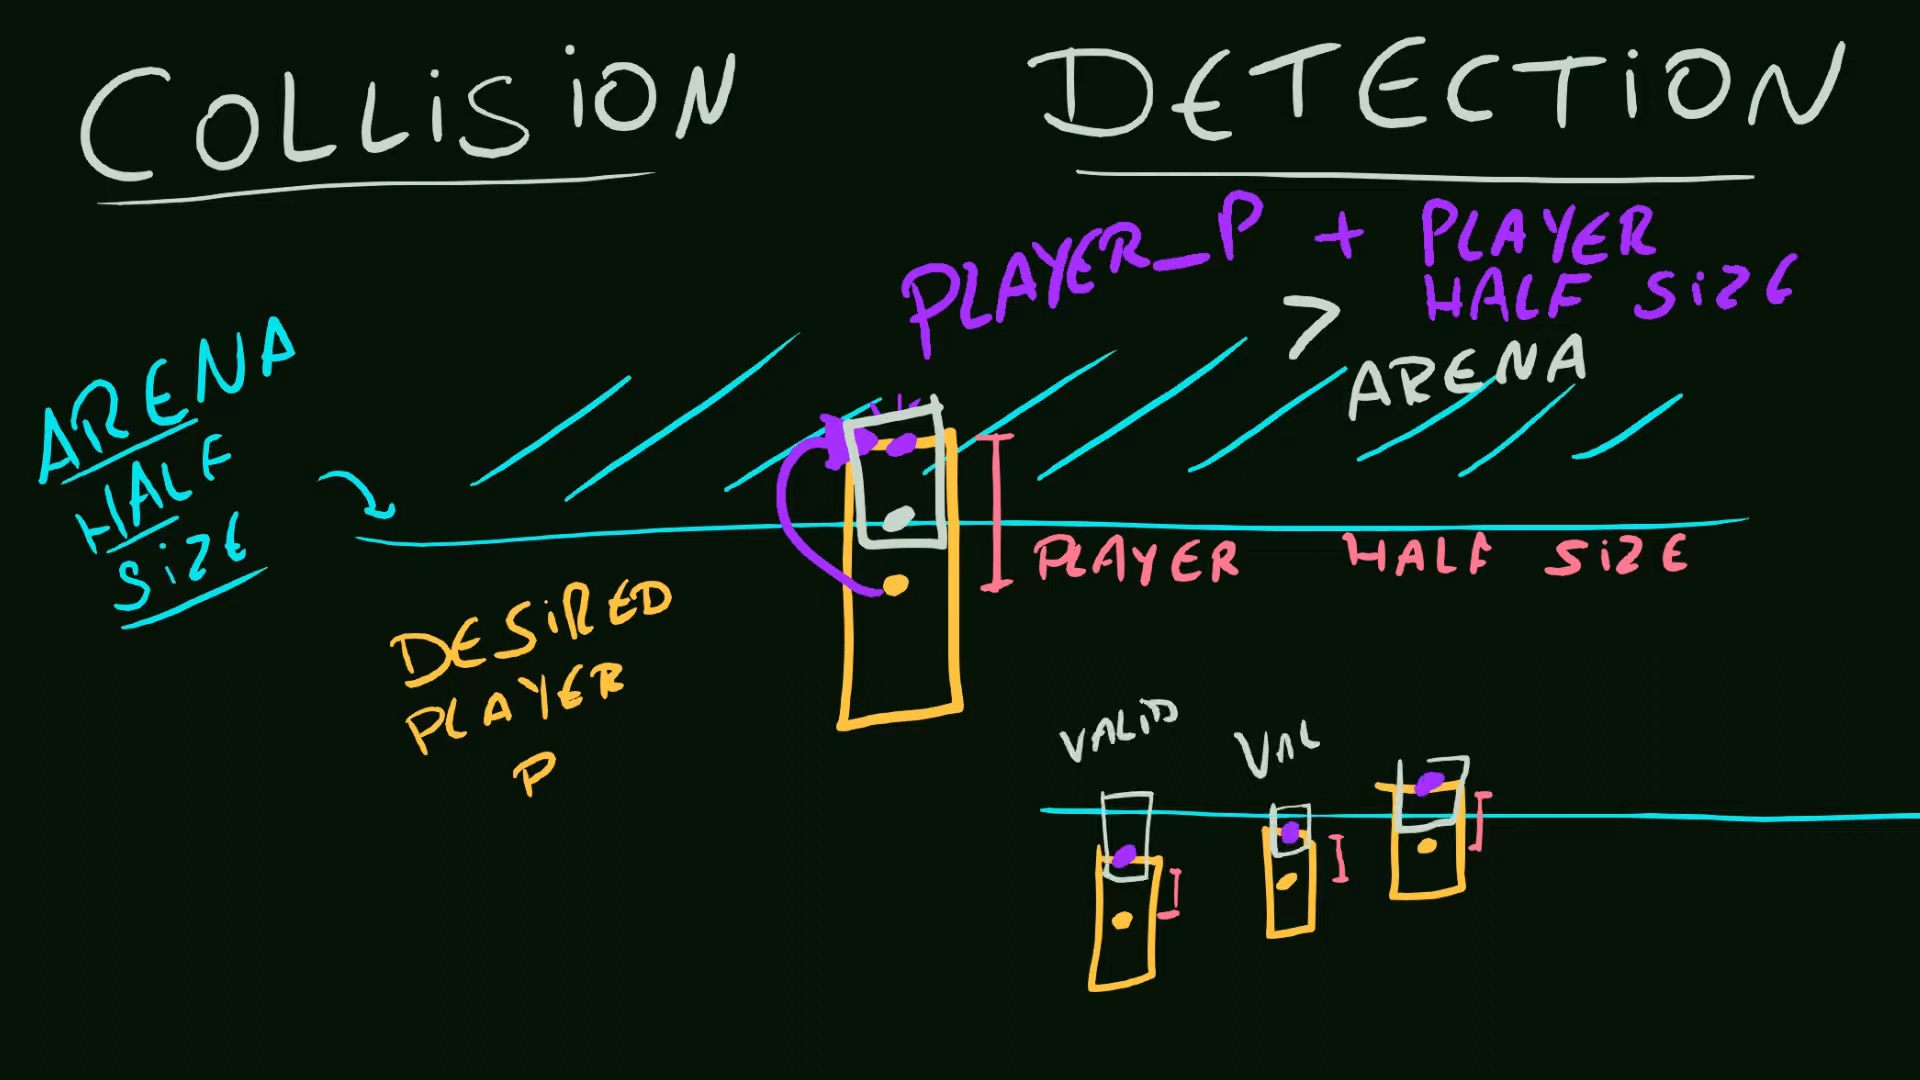 COLLiSiON DETECTiON
PLAYER_P + PLAYER
HALF SiZE
> ARENA
ARENA
HALF
SiZE
PLAYER HALF SiZE
DESiRED
PLAYER
P
VALiD VAL